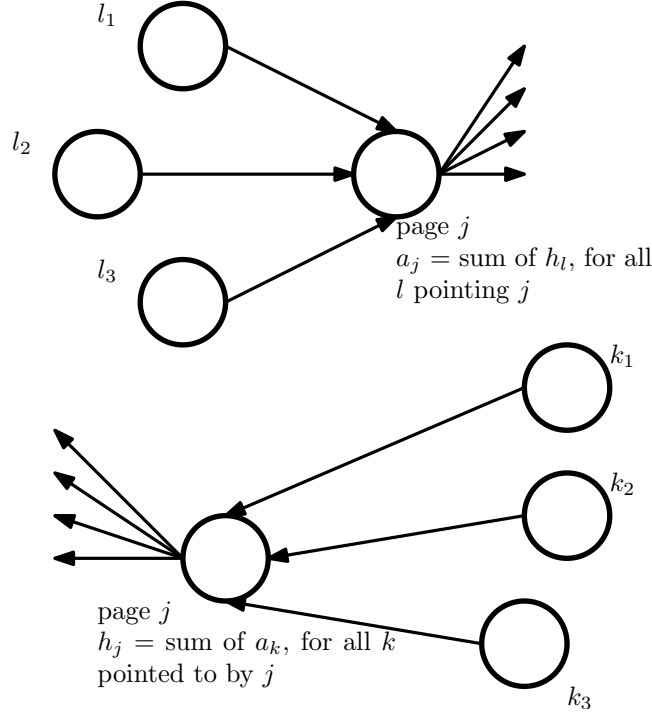 l₁
l₂
l₃
page j
aⱼ = sum of hₗ, for all
l pointing j
k₁
k₂
k₃
page j
hⱼ = sum of aₖ, for all k
pointed to by j